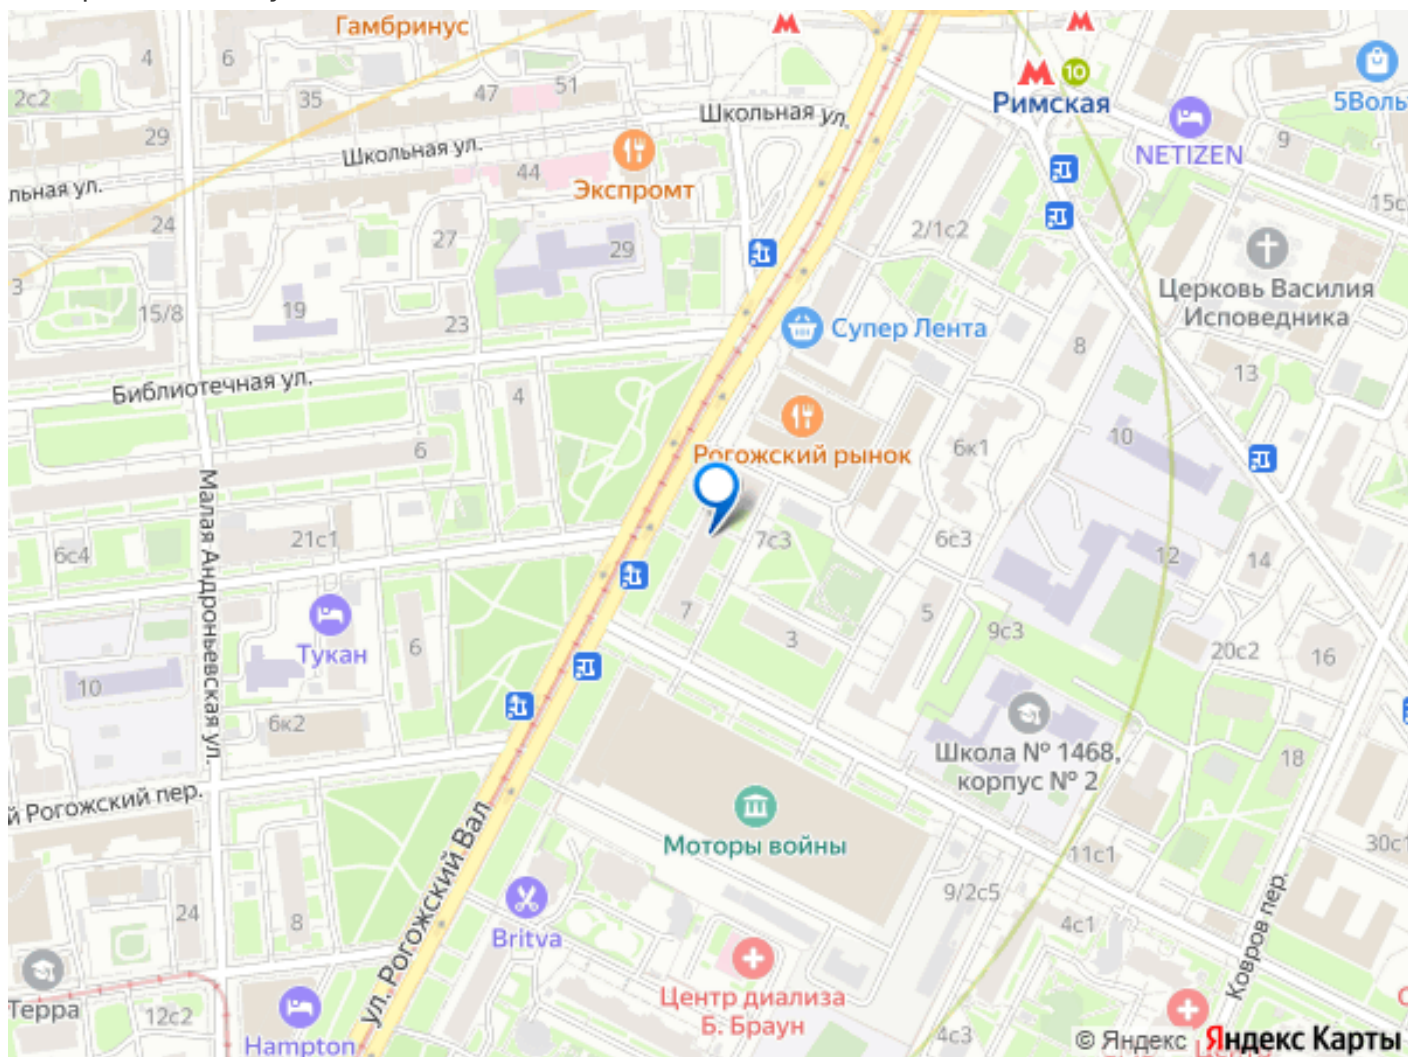 Гамбринус
4
6
51
47
35
2с2
29
Школьная ул.
Школьная ул.
44
Экспромт
льная ул.
24
27
29
3
15/8
19
23
Римская
10
5Воль
NETIZEN
9
15с
2/1с2
Церковь Василия
Исповедника
Супер Лента
8
13
Библиотечная ул.
4
6
Рогожский рынок
6к1
10
Малая Андроньевская ул.
21с1
6с4
7с3
6с3
12
14
7
3
5
9с3
20с2
16
Тукан
6
10
6к2
Школа № 1468,
корпус № 2
18
й Рогожский пер.
Моторы войны
30с1
11с1
ул. Рогожский Вал
9/2с5
4с1
Ковров пер.
24
8
Britva
Терра
12с2
Hampton
Центр диализа
Б. Браун
4с3
© Яндекс Яндекс Карты